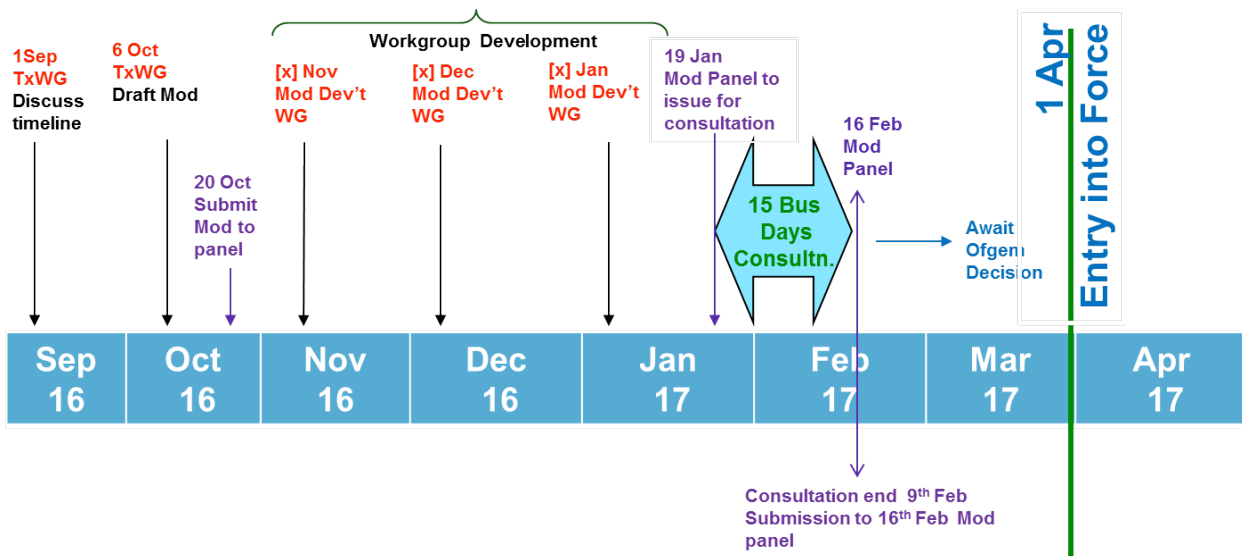 1Sep
TxWG
Discuss
timeline
6 Oct
TxWG
Draft Mod
20 Oct
Submit
Mod to
panel
Workgroup Development
[x] Nov
Mod Dev't
WG
[x] Dec
Mod Dev't
WG
[x] Jan
Mod Dev't
WG
19 Jan
Mod Panel to
issue for
consultation
15 Bus
Days
Consultn.
16 Feb
Mod
Panel
Await
Ofgem
Decision
1 Apr
Entry into Force
Sep
16
Oct
16
Nov
16
Dec
16
Jan
17
Feb
17
Mar
17
Apr
17
Consultation end 9th Feb
Submission to 16th Feb Mod
panel